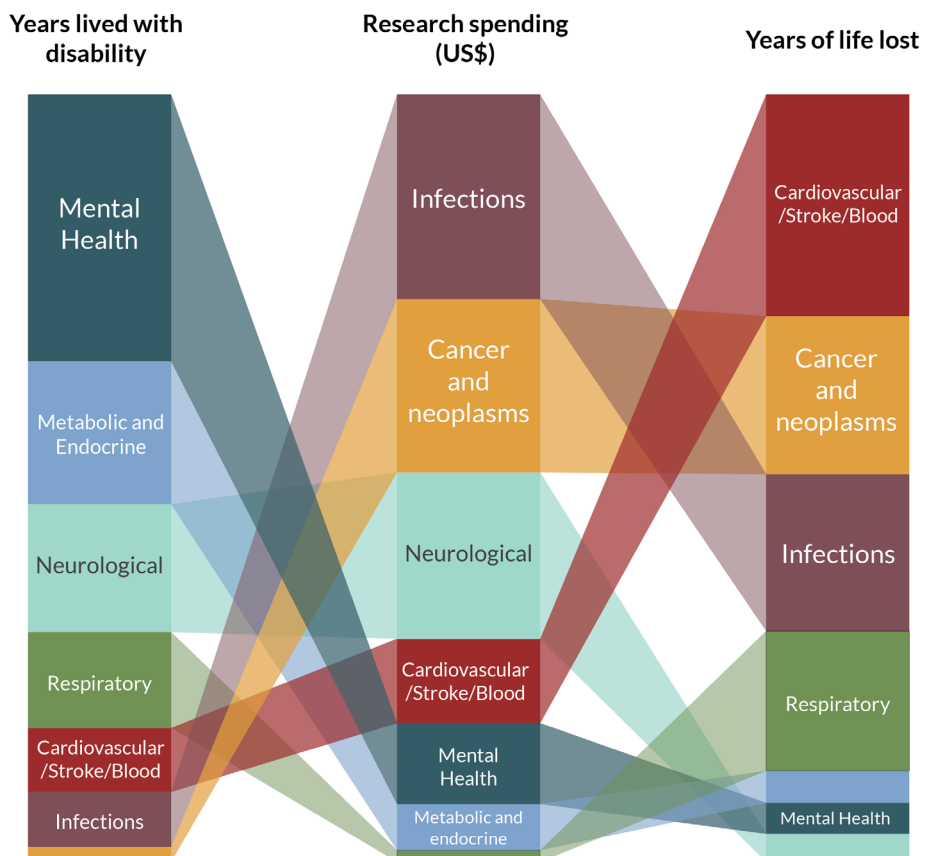 Years lived with
disability
Research spending
(US$)
Years of life lost
Mental
Health
Metabolic and
Endocrine
Neurological
Respiratory
Cardiovascular
/Stroke/Blood
Infections
Infections
Cancer
and
neoplasms
Neurological
Cardiovascular
/Stroke/Blood
Mental
Health
Metabolic and
endocrine
Cardiovascular
/Stroke/Blood
Cancer
and
neoplasms
Infections
Respiratory
Mental Health